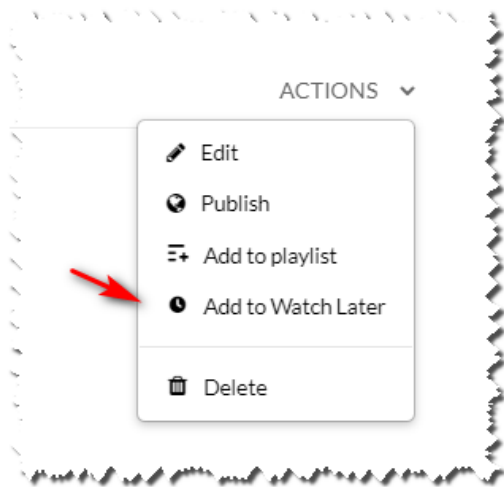 ACTIONS
Edit
Publish
Add to playlist
Add to Watch Later
Delete